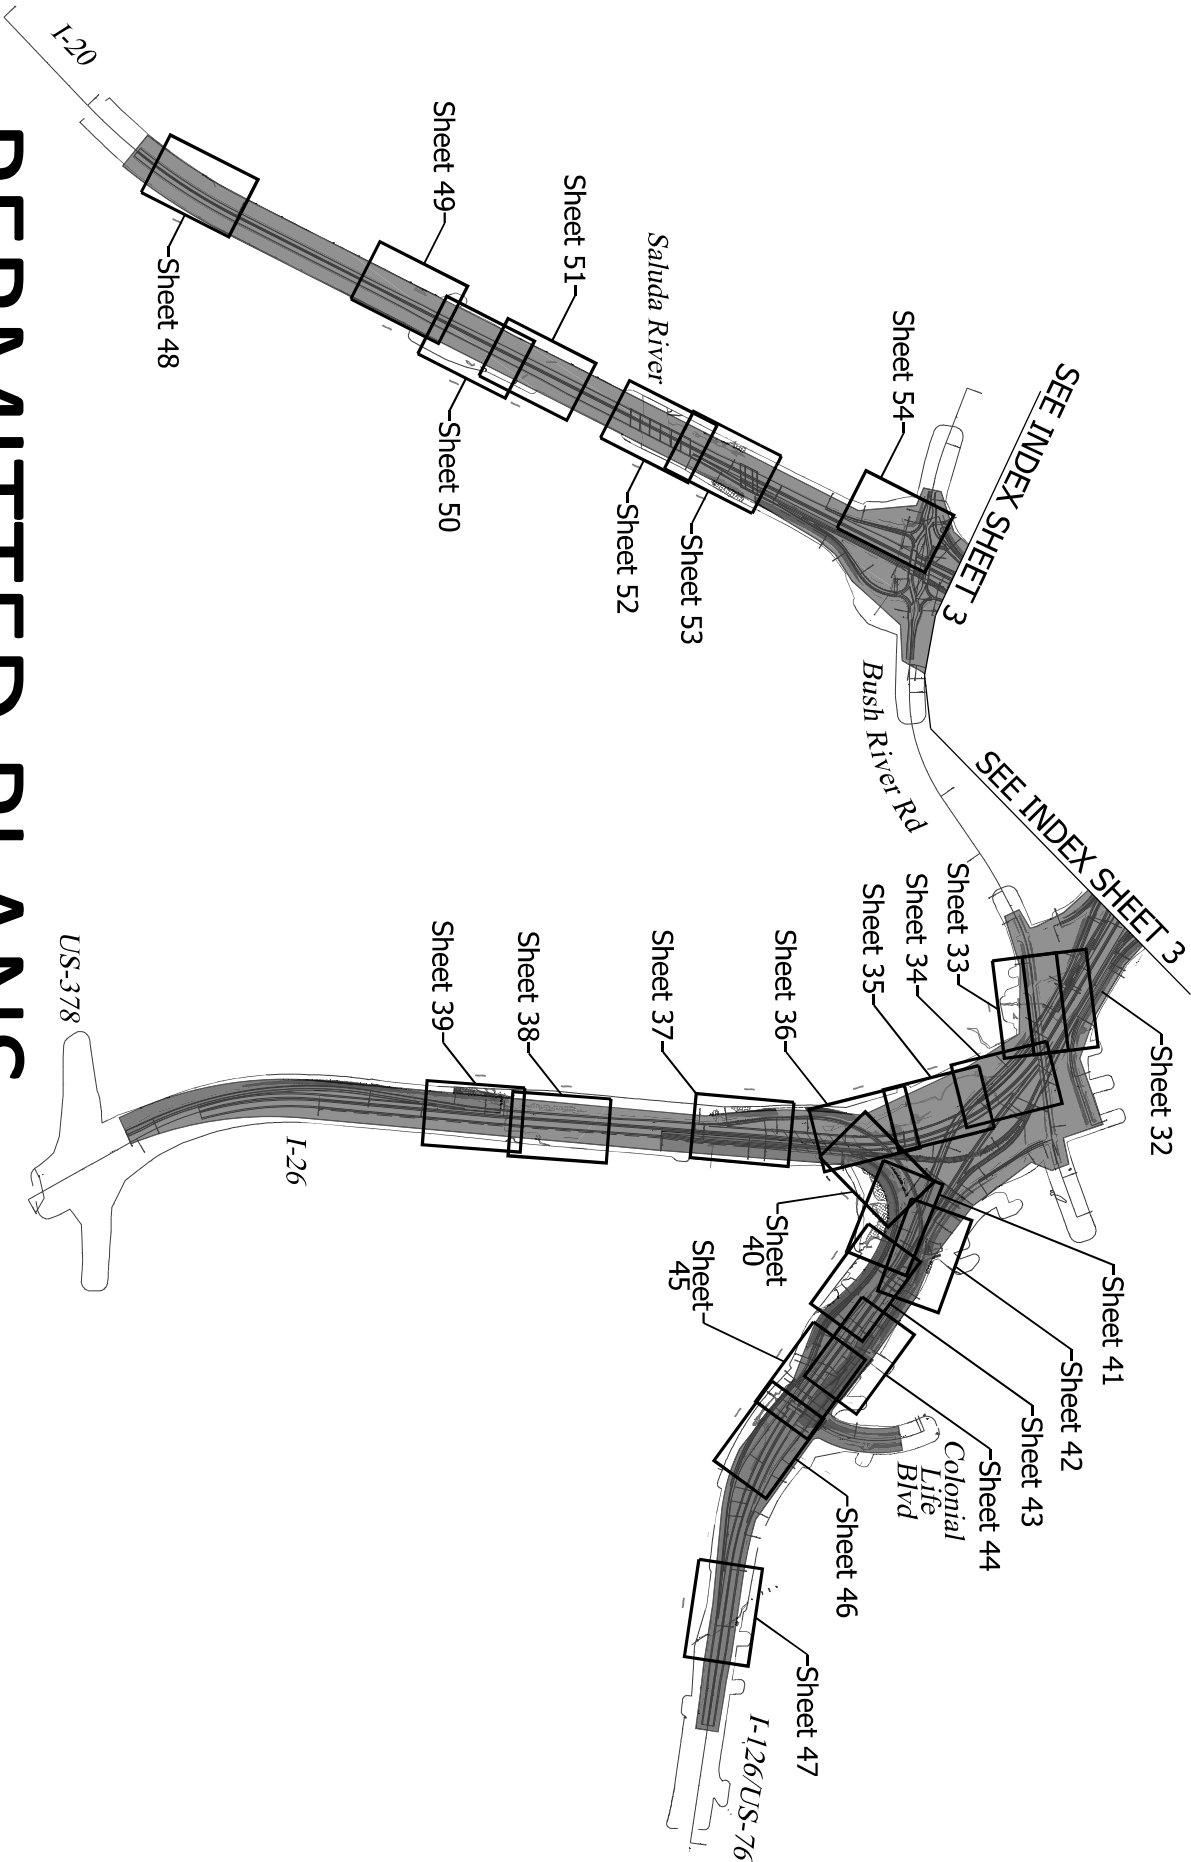 I-20
Sheet 48
Sheet 49
Sheet 50
Sheet 51
Saluda River
Sheet 52
Sheet 53
Sheet 54
SEE INDEX SHEET 3
Bush River Rd
SEE INDEX SHEET 3
Sheet 32
Sheet 33
Sheet 34
Sheet 35
Sheet 36
Sheet 37
Sheet 38
Sheet 39
US-378
I-26
Sheet
40
Sheet
45
Sheet 41
Sheet 42
Sheet 43
Sheet 44
Colonial
Life
Blvd
Sheet 46
Sheet 47
I-126/US-76
PERMITTED PLANS